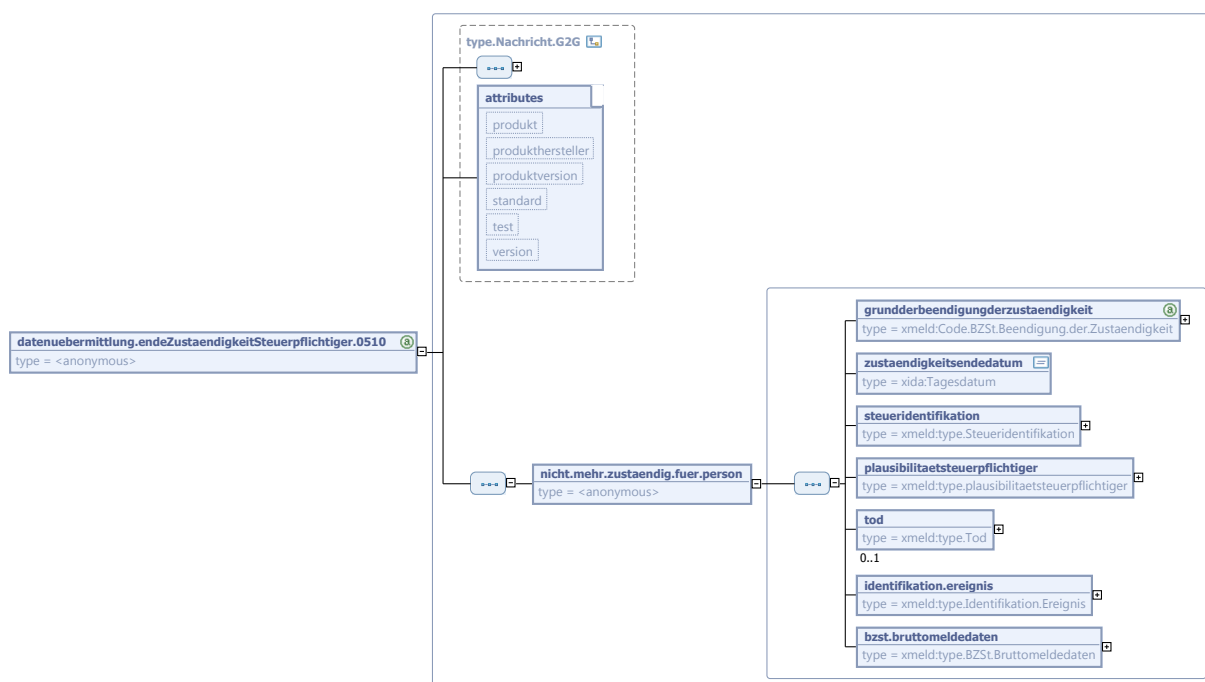 type.Nachricht.G2G
attributes
produkt
produkthersteller
produktversion
standard
test
version
datenuebermittlung.endeZustaendigkeitSteuerpflichtiger.0510
type = <anonymous>
nicht.mehr.zustaendig.fuer.person
type = <anonymous>
grundderbeendigungderzustaendigkeit
type = xmeld:Code.BZSt.Beendigung.der.Zustaendigkeit
zustaendigkeitsendedatum
type = xida:Tagesdatum
steueridentifikation
type = xmeld:type.Steueridentifikation
plausibilitaetsteuerpflichtiger
type = xmeld:type.plausibilitaetsteuerpflichtiger
tod
type = xmeld:type.Tod
0..1
identifikation.ereignis
type = xmeld:type.Identifikation.Ereignis
bzst.bruttomeldedaten
type = xmeld:type.BZSt.Bruttomeldedaten